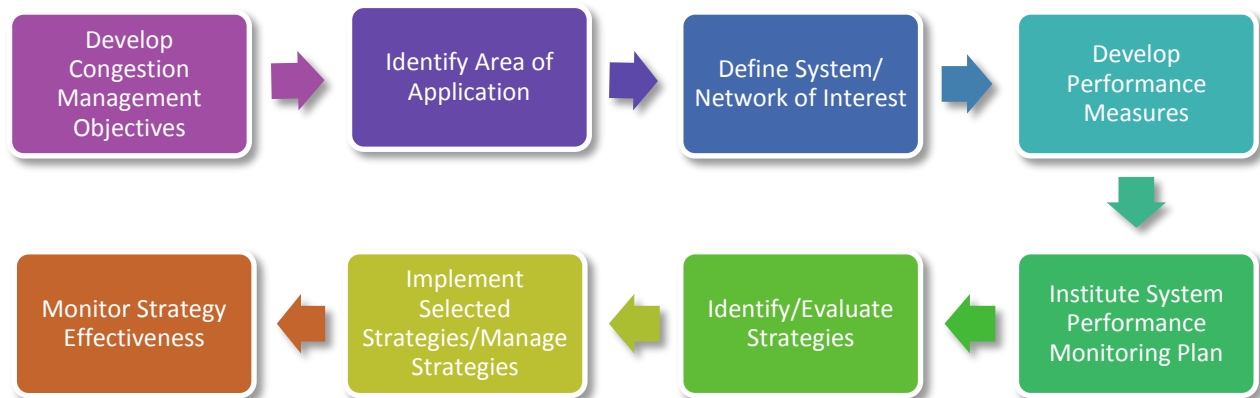 Develop
Congestion
Management
Objectives
Identify Area of
Application
Define System/
Network of Interest
Develop
Performance
Measures
Institute System
Performance
Monitoring Plan
Identify/Evaluate
Strategies
Implement
Selected
Strategies/Manage
Strategies
Monitor Strategy
Effectiveness